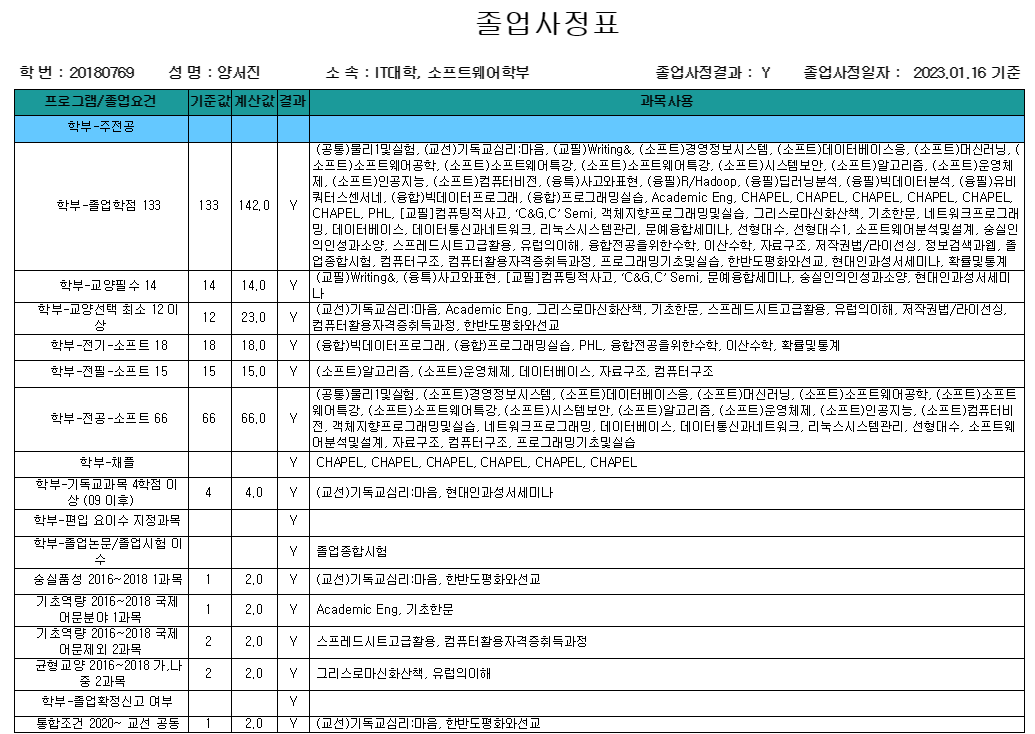 졸업사정표
학 번 : 20180769 성 명 : 양서진 소 속 : IT대학, 소프트웨어학부 졸업사정결과 : Y 졸업사정일자 : 2023.01.16 기준
프로그램/졸업요건 기준값 계산값 결과 과목사용
학부-주전공
학부-졸업학점 133 133 142.0 Y
(공통)물리1및실험, (교선)기독교심리:마음, (교필)Writing&, (소프트)경영정보시스템, (소프트)데이터베이스응, (소프트)머신러닝, (
소프트)소프트웨어공학, (소프트)소프트웨어특강, (소프트)소프트웨어특강, (소프트)시스템보안, (소프트)알고리즘, (소프트)운영체
제, (소프트)인공지능, (소프트)컴퓨터비전, (융특)사고와표현, (융필)R/Hadoop, (융필)딥러닝분석, (융필)빅데이터분석, (융필)유비
쿼터스센서네, (융합)빅데이터프로그래, (융합)프로그래밍실습, Academic Eng, CHAPEL, CHAPEL, CHAPEL, CHAPEL, CHAPEL,
CHAPEL, PHL, [교필]컴퓨팅적사고, ‘C&G,C’ Semi, 객체지향프로그래밍및실습, 그리스로마신화산책, 기초한문, 네트워크프로그래
밍, 데이터베이스, 데이터통신과네트워크, 리눅스시스템관리, 문예융합세미나, 선형대수, 선형대수1, 소프트웨어분석및설계, 숭실인
의인성과소양, 스프레드시트고급활용, 유럽의이해, 융합전공을위한수학, 이산수학, 자료구조, 저작권법/라이선싱, 정보검색과웹, 졸
업종합시험, 컴퓨터구조, 컴퓨터활용자격증취득과정, 프로그래밍기초및실습, 한반도평화와선교, 현대인과성서세미나, 확률및통계
학부-교양필수 14 14 14.0 Y
(교필)Writing&, (융특)사고와표현, [교필]컴퓨팅적사고, ‘C&G,C’ Semi, 문예융합세미나, 숭실인의인성과소양, 현대인과성서세미
나
학부-교양선택 최소 12 이
상 12 23.0 Y
(교선)기독교심리:마음, Academic Eng, 그리스로마신화산책, 기초한문, 스프레드시트고급활용, 유럽의이해, 저작권법/라이선싱,
컴퓨터활용자격증취득과정, 한반도평화와선교
학부-전기-소프트 18 18 18.0 Y (융합)빅데이터프로그래, (융합)프로그래밍실습, PHL, 융합전공을위한수학, 이산수학, 확률및통계
학부-전필-소프트 15 15 15.0 Y (소프트)알고리즘, (소프트)운영체제, 데이터베이스, 자료구조, 컴퓨터구조
학부-전공-소프트 66 66 66.0 Y
(공통)물리1및실험, (소프트)경영정보시스템, (소프트)데이터베이스응, (소프트)머신러닝, (소프트)소프트웨어공학, (소프트)소프트
웨어특강, (소프트)소프트웨어특강, (소프트)시스템보안, (소프트)알고리즘, (소프트)운영체제, (소프트)인공지능, (소프트)컴퓨터비
전, 객체지향프로그래밍및실습, 네트워크프로그래밍, 데이터베이스, 데이터통신과네트워크, 리눅스시스템관리, 선형대수, 소프트웨
어분석및설계, 자료구조, 컴퓨터구조, 프로그래밍기초및실습
학부-채플 Y CHAPEL, CHAPEL, CHAPEL, CHAPEL, CHAPEL, CHAPEL
학부-기독교과목 4학점 이
상 (09 이후) 4 4.0 Y (교선)기독교심리:마음, 현대인과성서세미나
학부-편입 요이수 지정과목 Y
학부-졸업논문/졸업시험 이
수 Y 졸업종합시험
숭실품성 2016~2018 1과목 1 2.0 Y (교선)기독교심리:마음, 한반도평화와선교
기초역량 2016~2018 국제
어문분야 1과목 1 2.0 Y Academic Eng, 기초한문
기초역량 2016~2018 국제
어문제외 2과목 2 2.0 Y 스프레드시트고급활용, 컴퓨터활용자격증취득과정
균형교양 2016~2018 가,나
중 2과목 2 2.0 Y 그리스로마신화산책, 유럽의이해
학부-졸업확정신고 여부 Y
통합조건 2020~ 교선 공동 1 2.0 Y (교선)기독교심리:마음, 한반도평화와선교